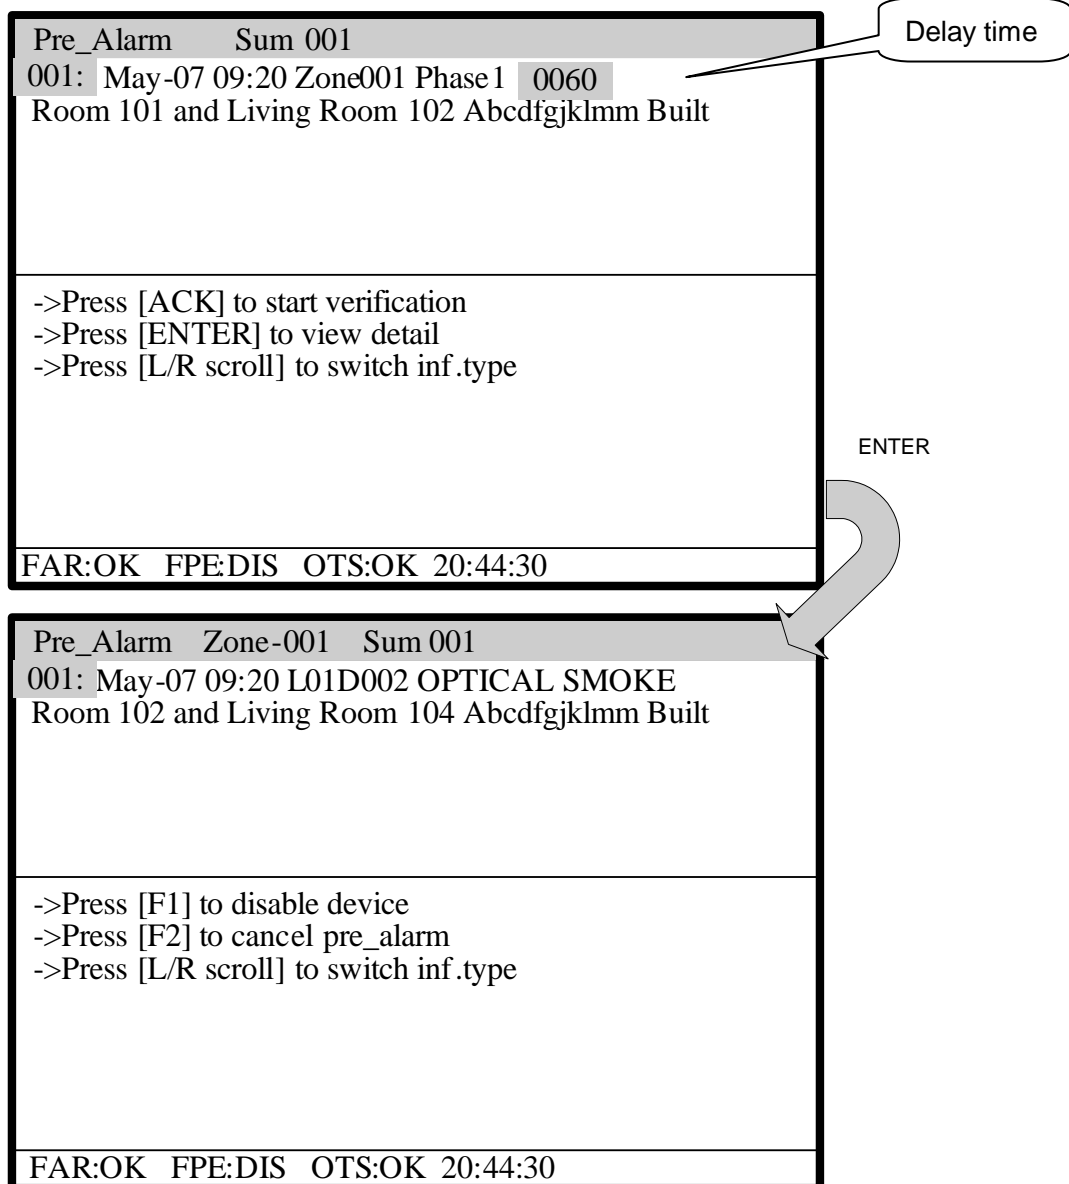 Delay time
Pre_Alarm Sum 001
001: May-07 09:20 Zone001 Phase1 0060
Room 101 and Living Room 102 Abcdfgjklmm Built
->Press [ACK] to start verification
->Press [ENTER] to view detail
->Press [L/R scroll] to switch inf.type
ENTER
FAR:OK FPE:DIS OTS:OK 20:44:30
Pre_Alarm Zone-001 Sum 001
001: May-07 09:20 L01D002 OPTICAL SMOKE
Room 102 and Living Room 104 Abcdfgjklmm Built
->Press [F1] to disable device
->Press [F2] to cancel pre_alarm
->Press [L/R scroll] to switch inf.type
FAR:OK FPE:DIS OTS:OK 20:44:30